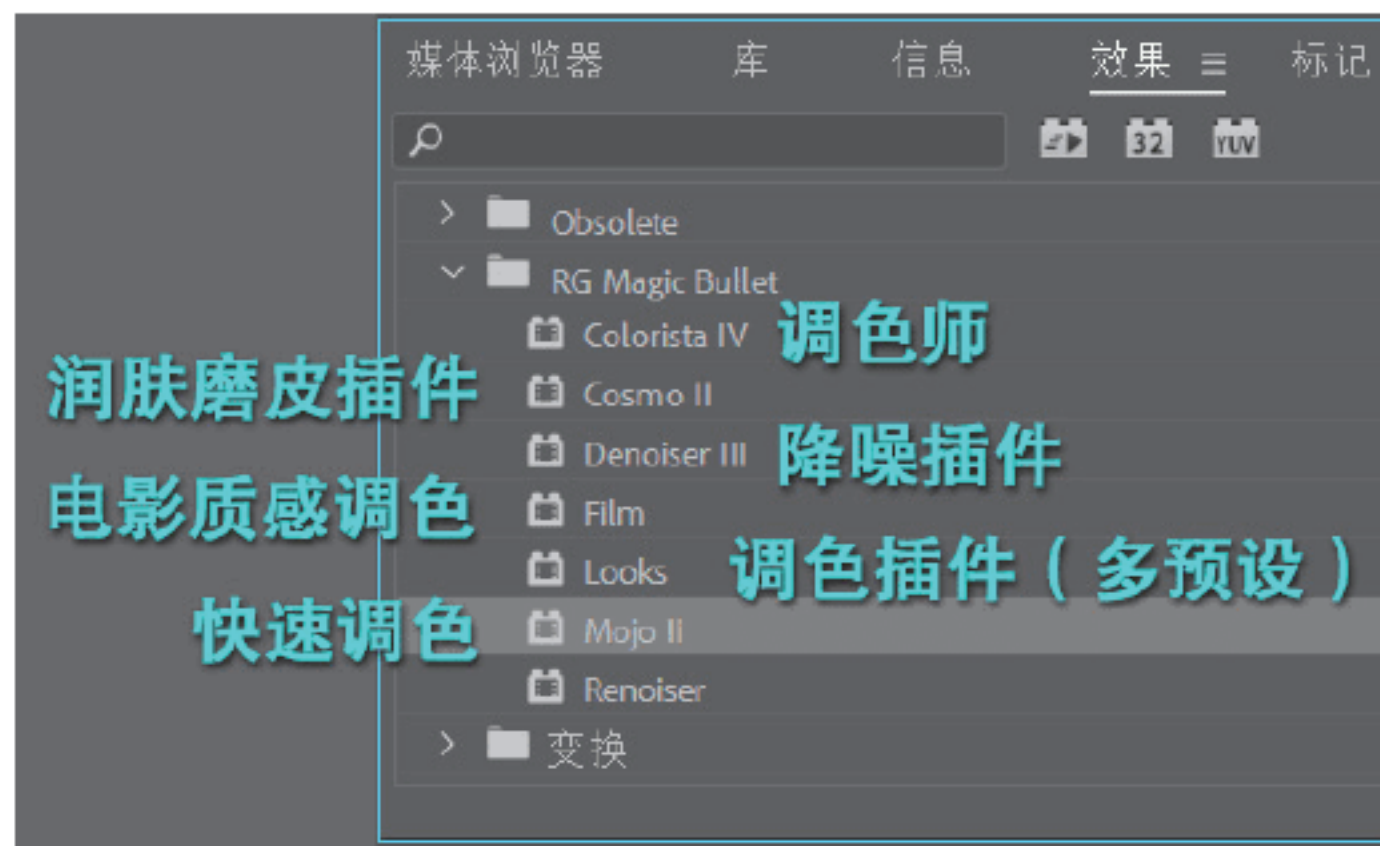 媒体浏览器 库 信息 效果 标记
32 YUV
Obsolete
RG Magic Bullet
Colorista IV 调色师
润肤磨皮插件 Cosmo II
Denoiser III 降噪插件
电影质感调色 Film
Looks 调色插件（多预设）
快速调色 Mojo II
Renoiser
变换